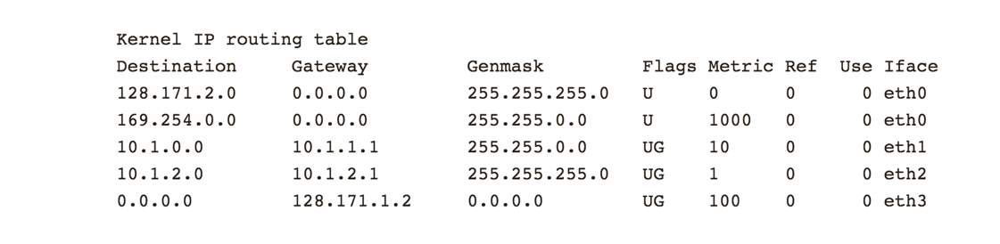 Kernel IP routing table
Destination Gateway Genmask Flags Metric Ref Use Iface
128.171.2.0 0.0.0.0 255.255.255.0 U 0 0 0 eth0
169.254.0.0 0.0.0.0 255.255.0.0 U 1000 0 0 eth0
10.1.0.0 10.1.1.1 255.255.0.0 UG 10 0 0 eth1
10.1.2.0 10.1.2.1 255.255.255.0 UG 1 0 0 eth2
0.0.0.0 128.171.1.2 0.0.0.0 UG 100 0 0 eth3